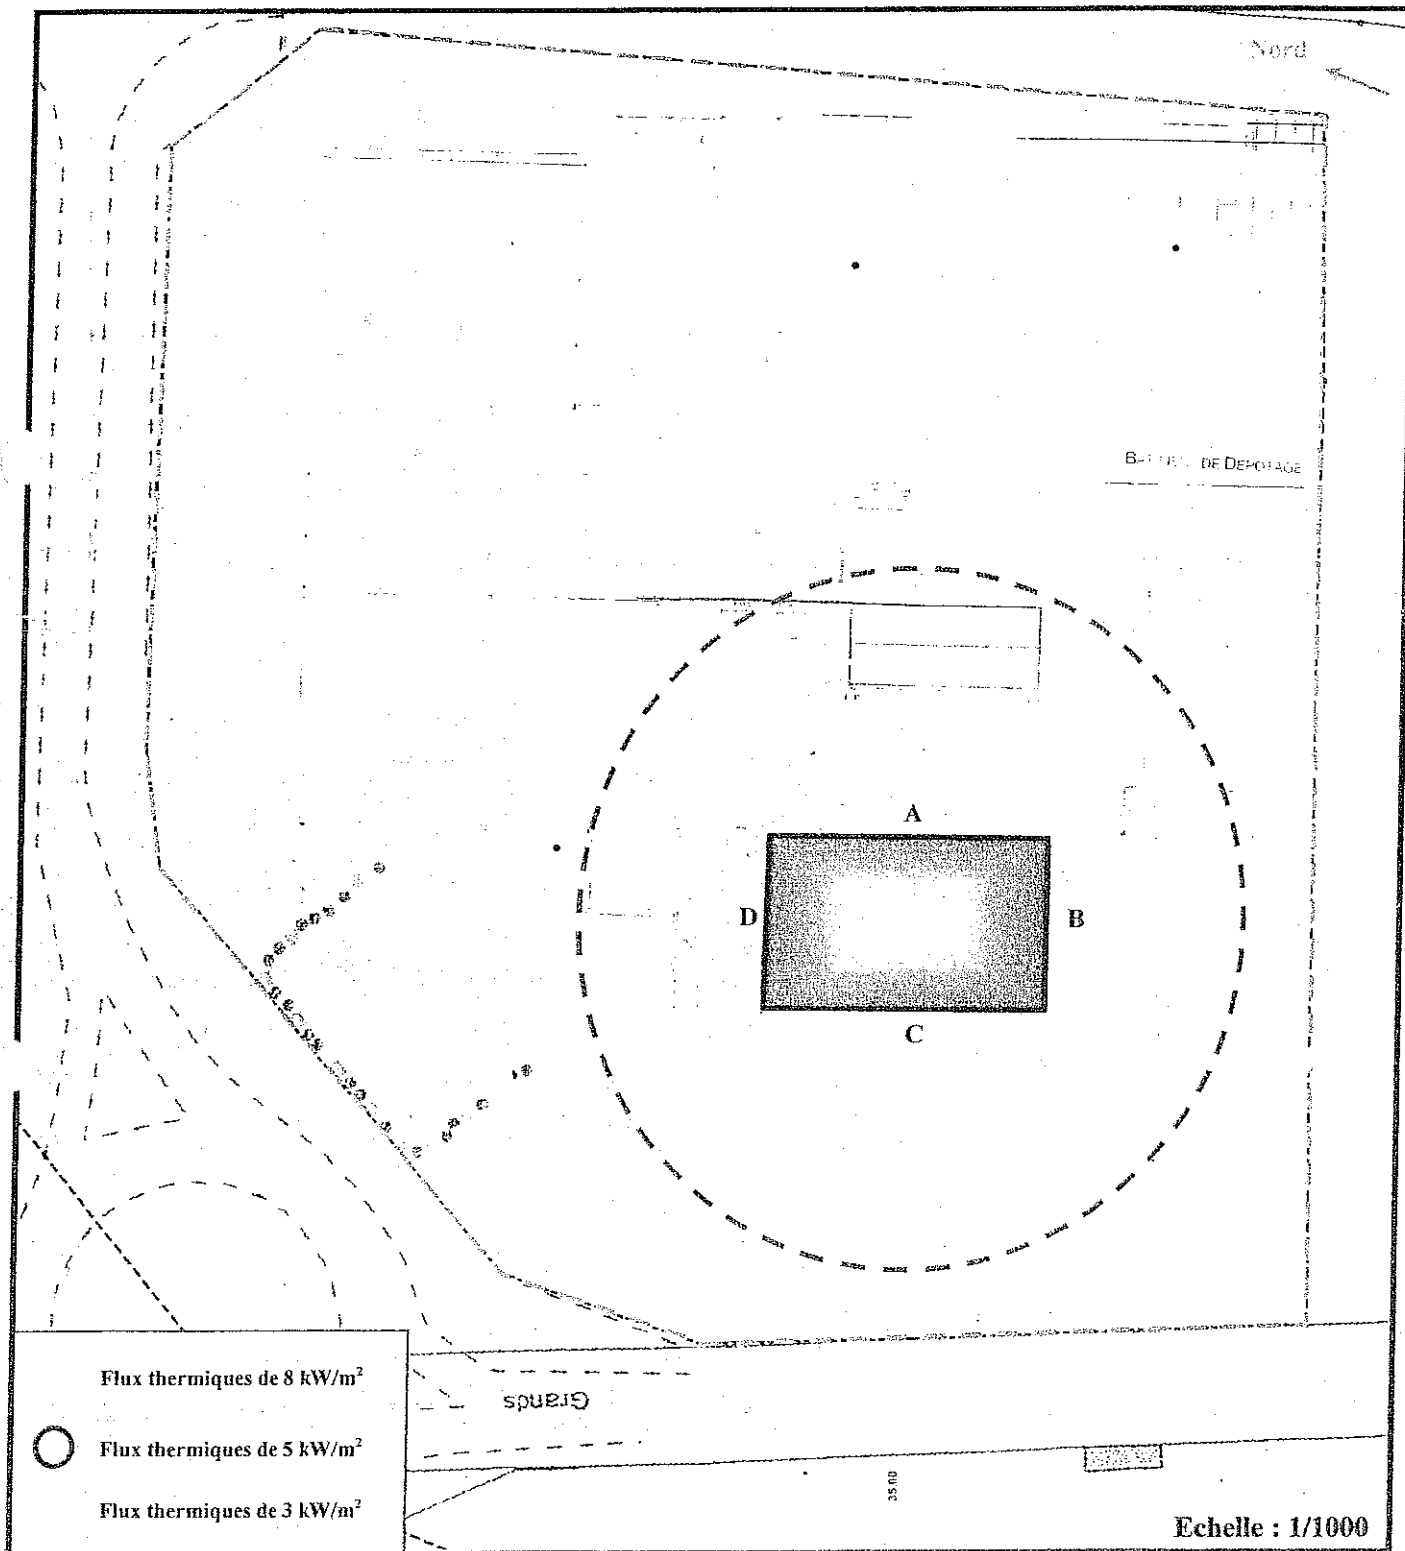 Nord
DE DEPOTAGE
A
D
B
C
Flux thermiques de 8 kW/m²
Flux thermiques de 5 kW/m²
Flux thermiques de 3 kW/m²
Grands
35.00
Echelle : 1/1000